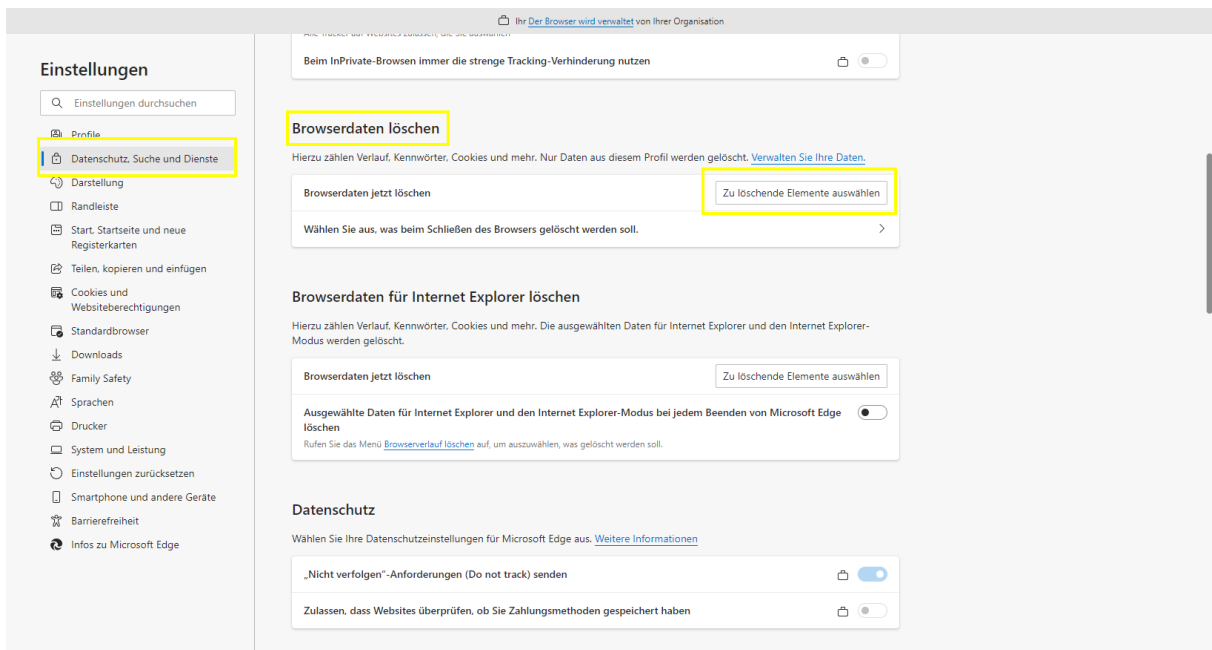 Ihr Der Browser wird verwaltet von Ihrer Organisation
Einstellungen
Einstellungen durchsuchen
Profile
Datenschutz, Suche und Dienste
Darstellung
Randleiste
Start, Startseite und neue
Registerkarten
Teilen, kopieren und einfügen
Cookies und
Websiteberechtigungen
Standardbrowser
Downloads
Family Safety
Sprachen
Drucker
System und Leistung
Einstellungen zurücksetzen
Smartphone und andere Geräte
Barrierefreiheit
Infos zu Microsoft Edge
Alle Tracker auf Websites zulassen, die Sie auswählen
Beim InPrivate-Browsen immer die strenge Tracking-Verhinderung nutzen
Browserdaten löschen
Hierzu zählen Verlauf, Kennwörter, Cookies und mehr. Nur Daten aus diesem Profil werden gelöscht. Verwalten Sie Ihre Daten.
Browserdaten jetzt löschen
Zu löschende Elemente auswählen
Wählen Sie aus, was beim Schließen des Browsers gelöscht werden soll.
Browserdaten für Internet Explorer löschen
Hierzu zählen Verlauf, Kennwörter, Cookies und mehr. Die ausgewählten Daten für Internet Explorer und den Internet Explorer-
Modus werden gelöscht.
Browserdaten jetzt löschen
Zu löschende Elemente auswählen
Ausgewählte Daten für Internet Explorer und den Internet Explorer-Modus bei jedem Beenden von Microsoft Edge
löschen
Rufen Sie das Menü Browserverlauf löschen auf, um auszuwählen, was gelöscht werden soll.
Datenschutz
Wählen Sie Ihre Datenschutzeinstellungen für Microsoft Edge aus. Weitere Informationen
„Nicht verfolgen"-Anforderungen (Do not track) senden
Zulassen, dass Websites überprüfen, ob Sie Zahlungsmethoden gespeichert haben